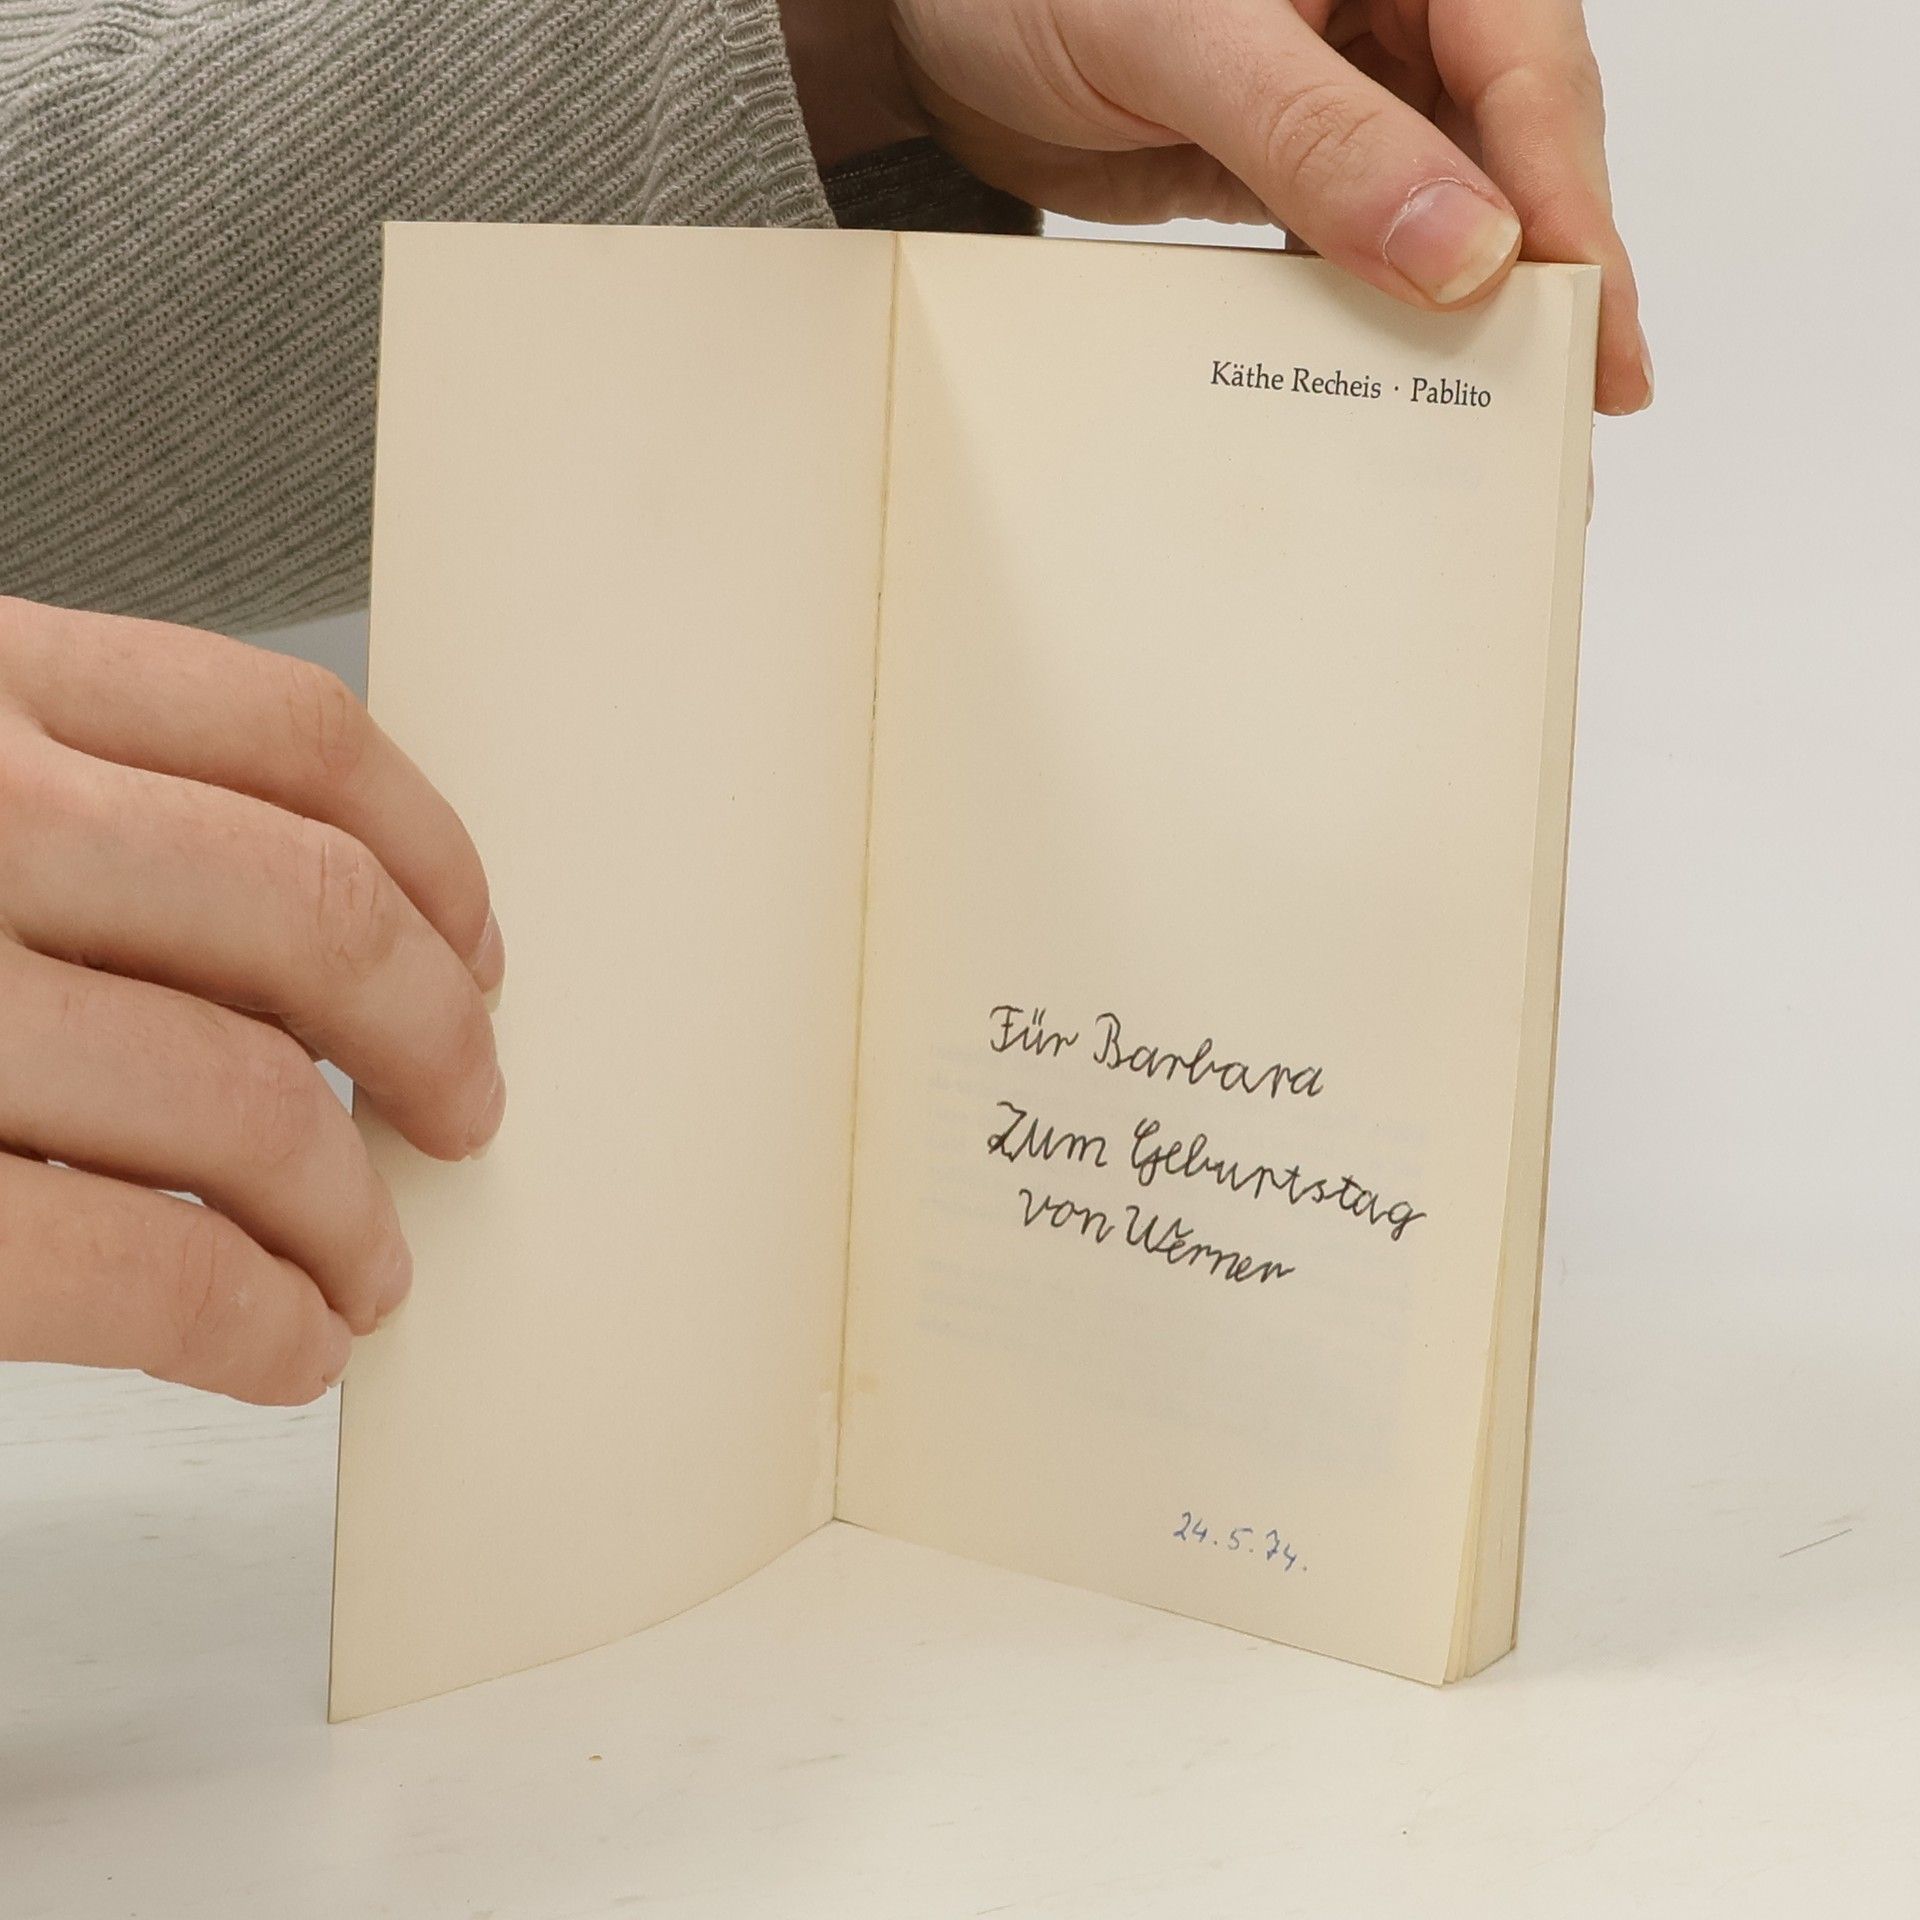 Käthe Recheis · Pablito
Für Barbara
Zum Geburtstag
von Werner
24.5.74.